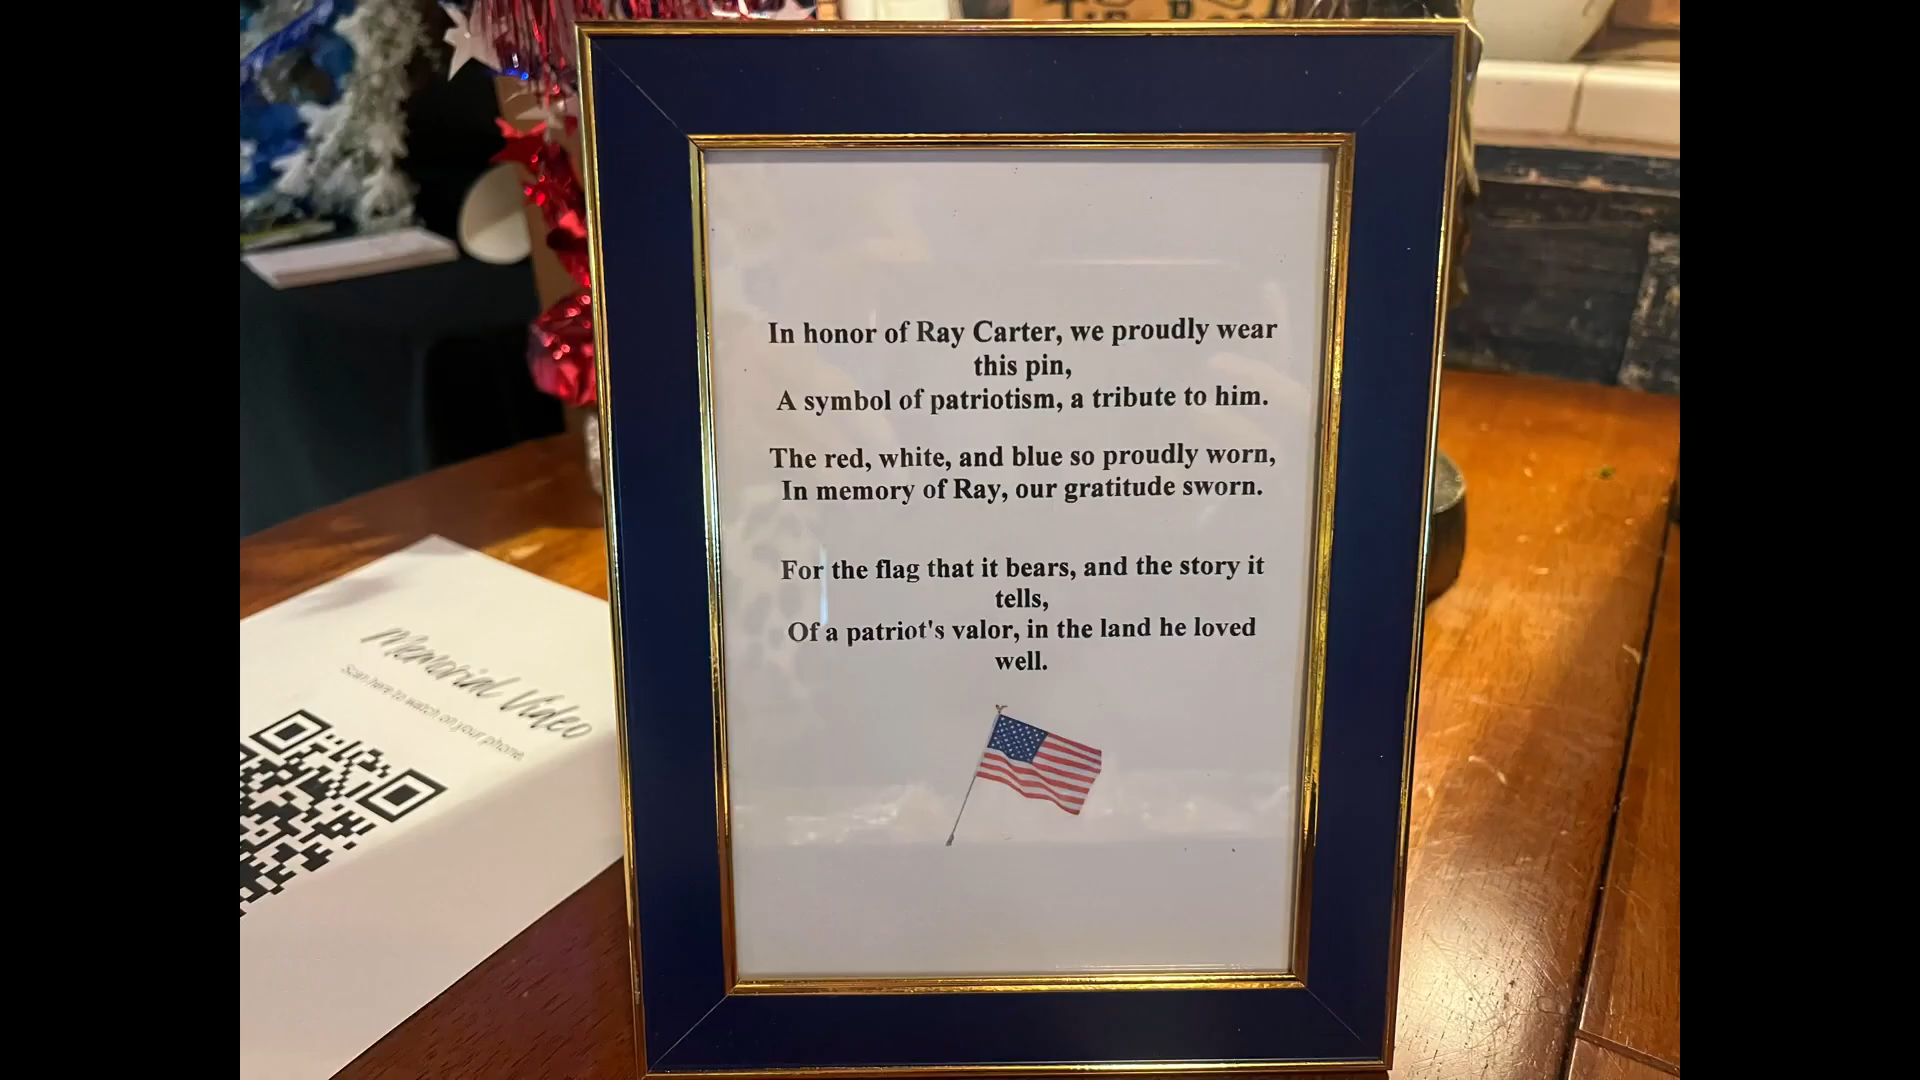 In honor of Ray Carter, we proudly wear
this pin,
A symbol of patriotism, a tribute to him.
The red, white, and blue so proudly worn,
In memory of Ray, our gratitude sworn.
For the flag that it bears, and the story it
tells,
Of a patriot's valor, in the land he loved
well.
Memorial Video
Scan here to watch on your phone.